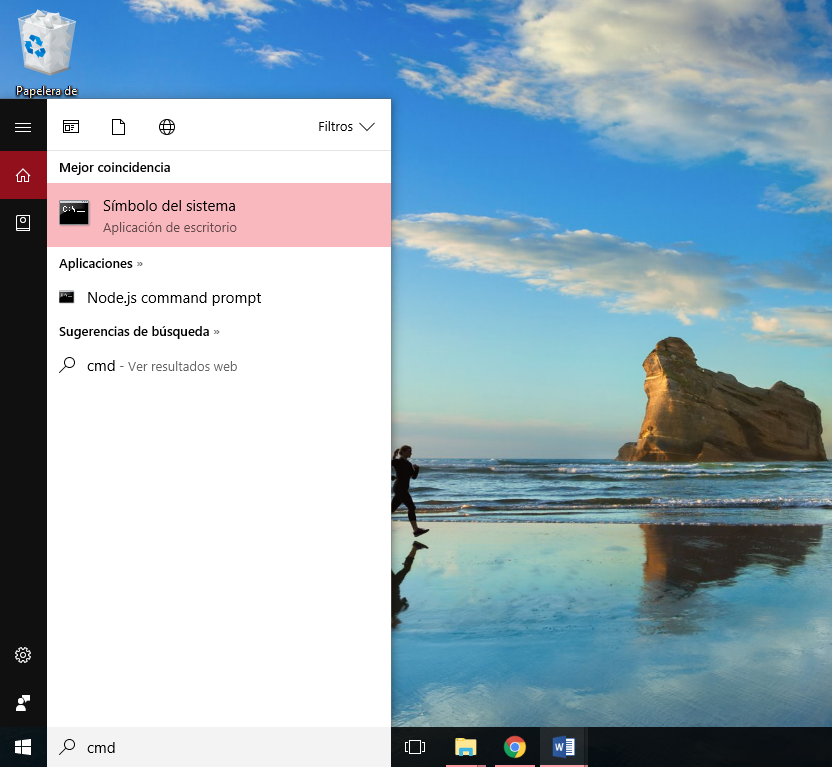 Papelera de
Filtros
Mejor coincidencia
C:\.
Símbolo del sistema
Aplicación de escritorio
Aplicaciones »
Node.js command prompt
Sugerencias de búsqueda »
cmd - Ver resultados web
cmd
W